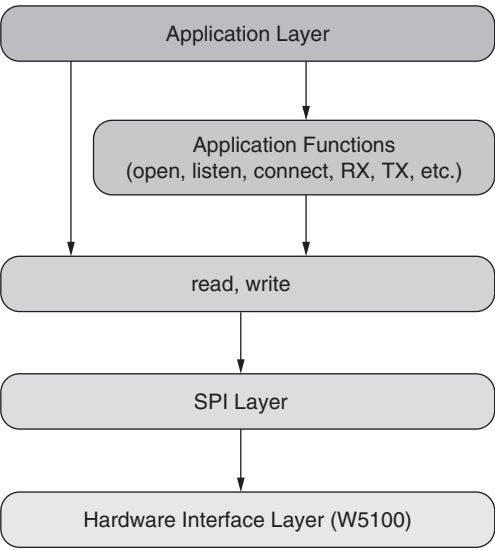 Application Layer
Application Functions
(open, listen, connect, RX, TX, etc.)
read, write
SPI Layer
Hardware Interface Layer (W5100)